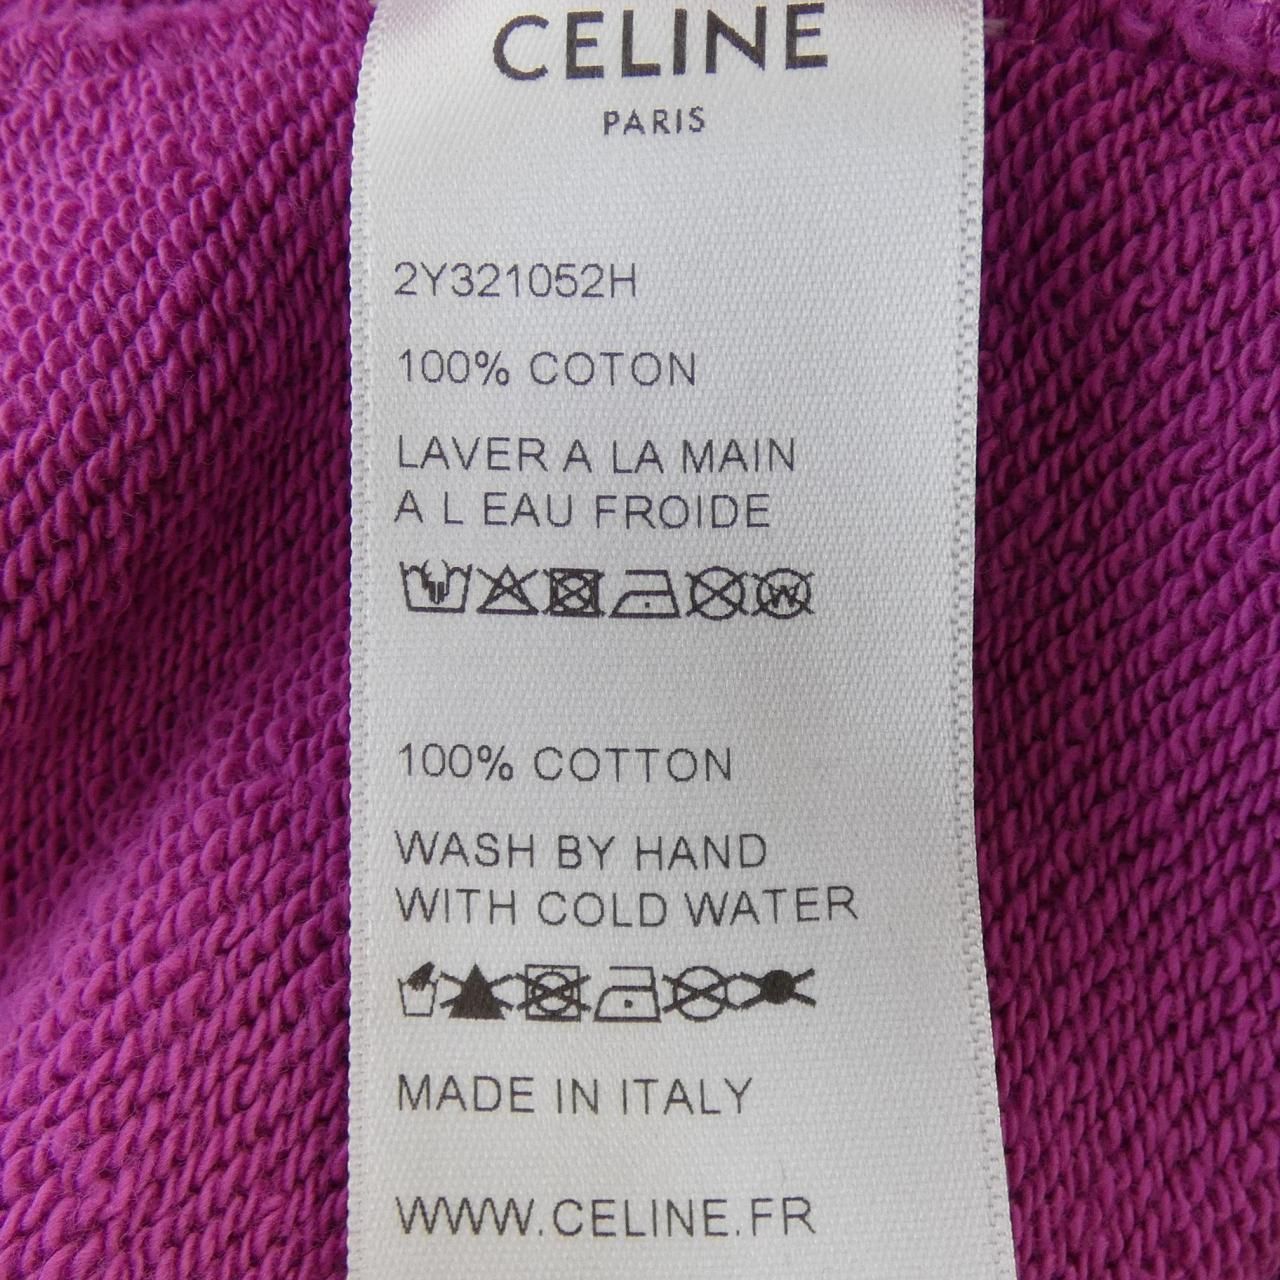 CELINE
PARIS
2Y321052H
100% COTON
LAVER A LA MAIN
A L EAU FROIDE
W
100% COTTON
WASH BY HAND
WITH COLD WATER
MADE IN ITALY
WWW.CELINE.FR